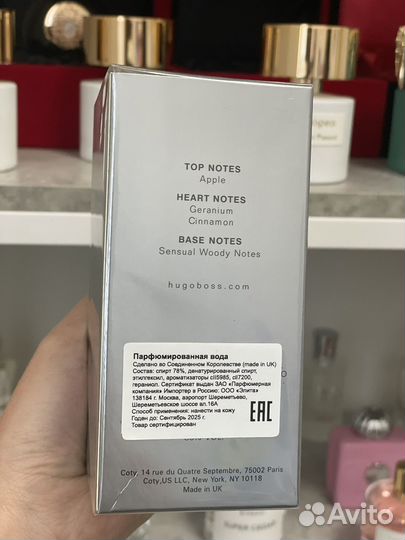 TOP NOTES
Apple
HEART NOTES
Geranium
Cinnamon
BASE NOTES
Sensual Woody Notes
hugoboss.com
Парфюмированная вода
Сделано во Соединенном Королевстве (made in UK)
Состав: спирт 78%, денатурированный спирт,
этилгексил, ароматизаторы cll5985, cll7200,
гераниол. Сертификат выдан ЗАО «Парфюмерная
компания» Импортер в Россию: ООО «Элита»
138184 г. Москва, аэропорт Шереметьево,
Шереметьевское шоссе вл.16А
Способ применения: нанести на кожу
Годен до: Сентябрь 2025 г.
Товар сертифицирован
EAC
Coty, 14 rue du Quatre Septembre, 75002 Paris
Coty,US LLC, New York, NY 10118
Made in UK
Avito